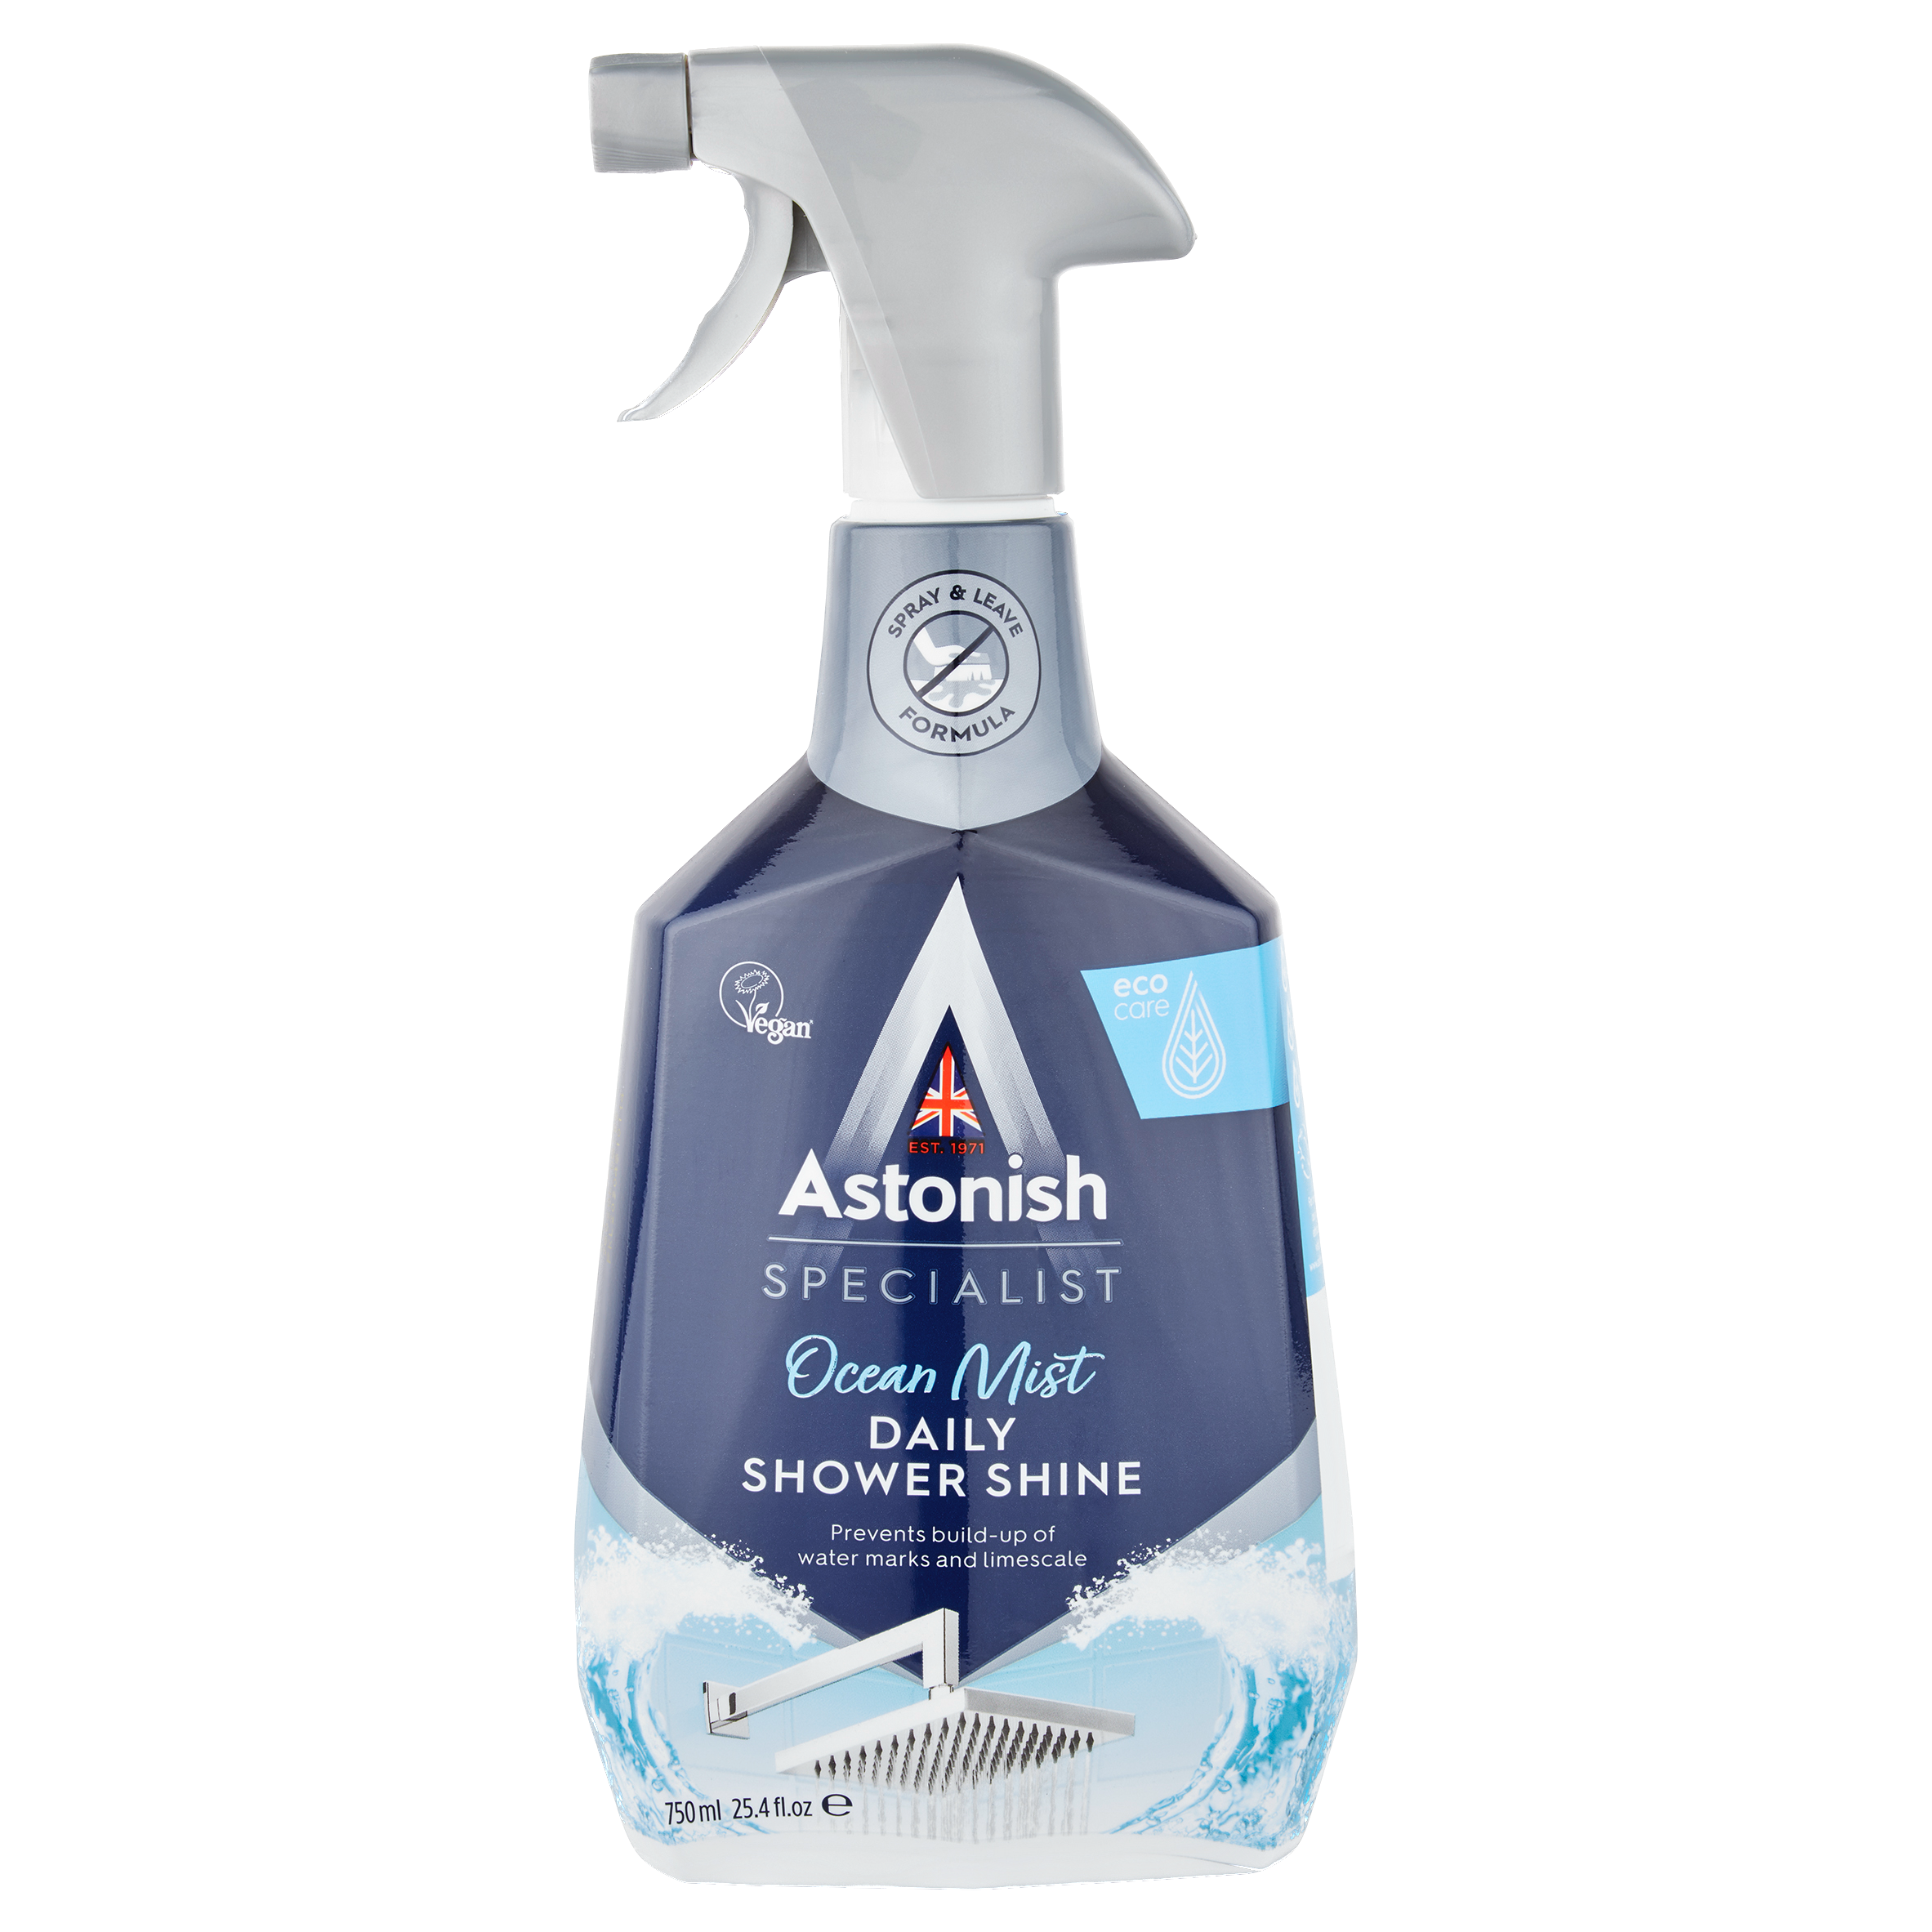 SPRAY & LEAVE
FORMULA
Vegan
eco
care
EST. 1971
Astonish
SPECIALIST
Ocean Mist
DAILY
SHOWER SHINE
Prevents build-up of
water marks and limescale
750ml 25.4 fl.oz ℮